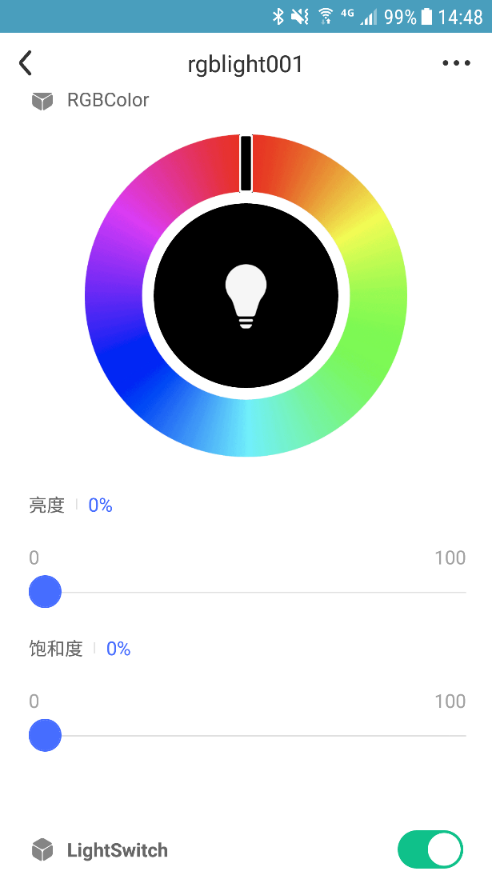 4G 99% 14:48
rgblight001
RGBColor
亮度 0%
0 100
饱和度 0%
0 100
LightSwitch